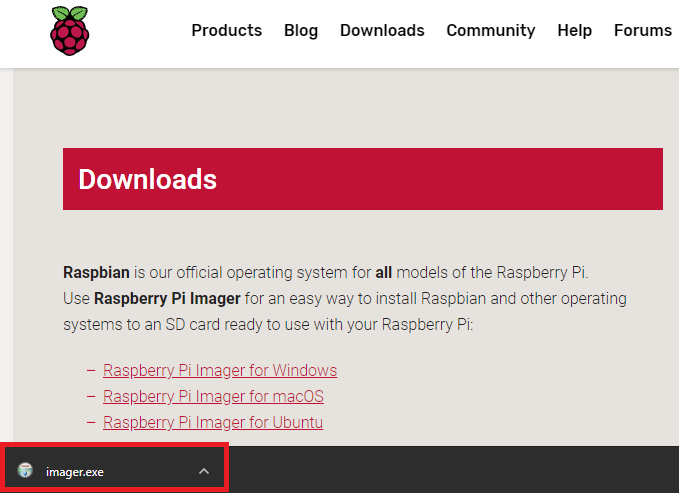 Products Blog Downloads Community Help Forums
Downloads
Raspbian is our official operating system for all models of the Raspberry Pi.
Use Raspberry Pi Imager for an easy way to install Raspbian and other operating
systems to an SD card ready to use with your Raspberry Pi:
– Raspberry Pi Imager for Windows
– Raspberry Pi Imager for macOS
– Raspberry Pi Imager for Ubuntu
imager.exe